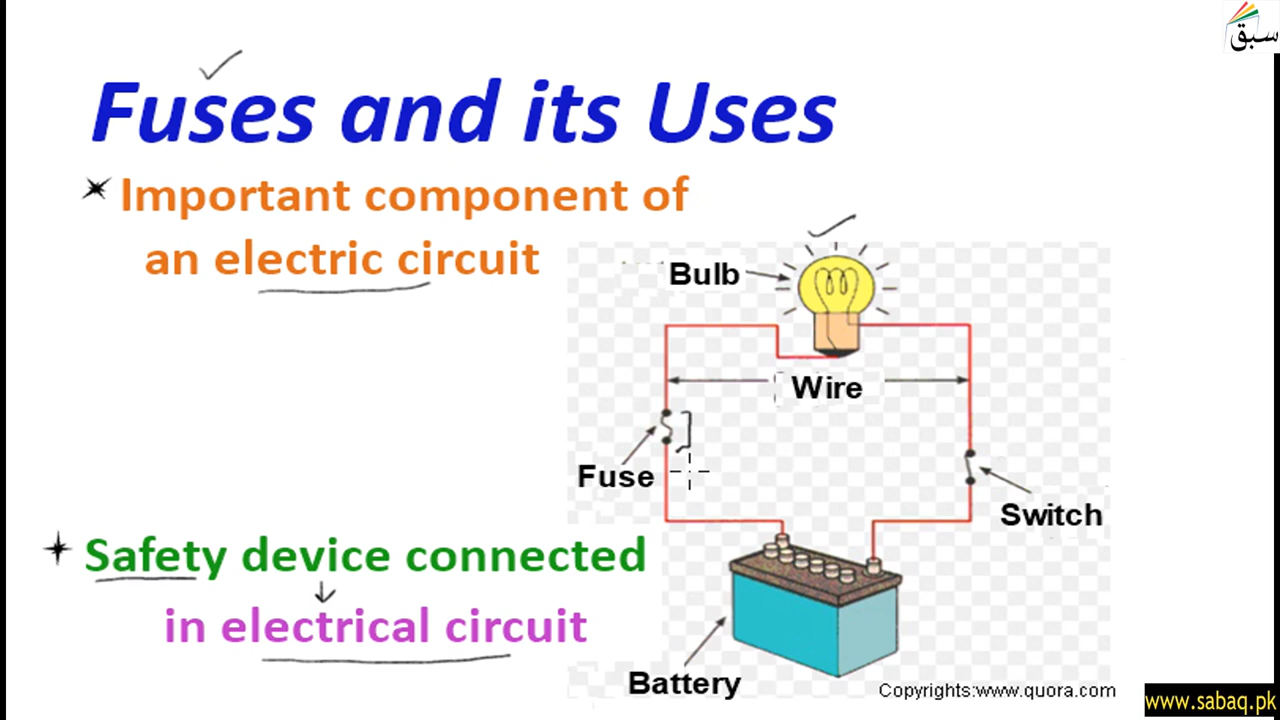 سبق
Fuses and its Uses
Important component of
an electric circuit
Bulb
Wire
Fuse
Switch
Safety device connected
in electrical circuit
Battery
Copyrights:www.quora.com
www.sabaq.pk